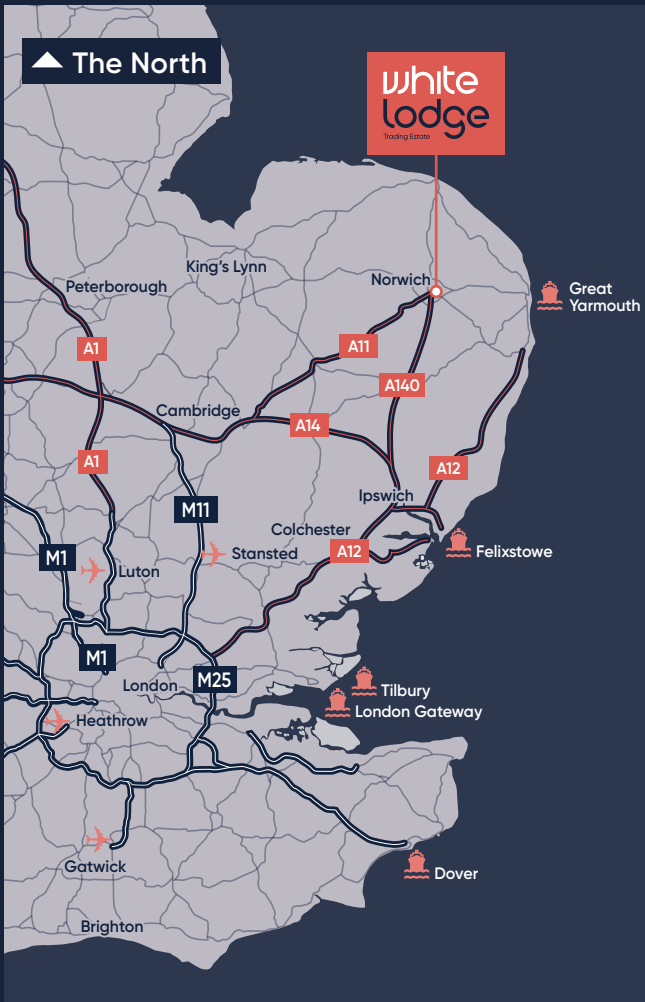 The North
white
lodge
Trading Estate
King's Lynn
Peterborough
Norwich
Great
Yarmouth
A1
A11
A140
Cambridge
A14
A1
A12
Ipswich
M11
Colchester
A12
Stansted
Felixstowe
M1
Luton
M1
London
M25
Tilbury
London Gateway
Heathrow
Gatwick
Dover
Brighton